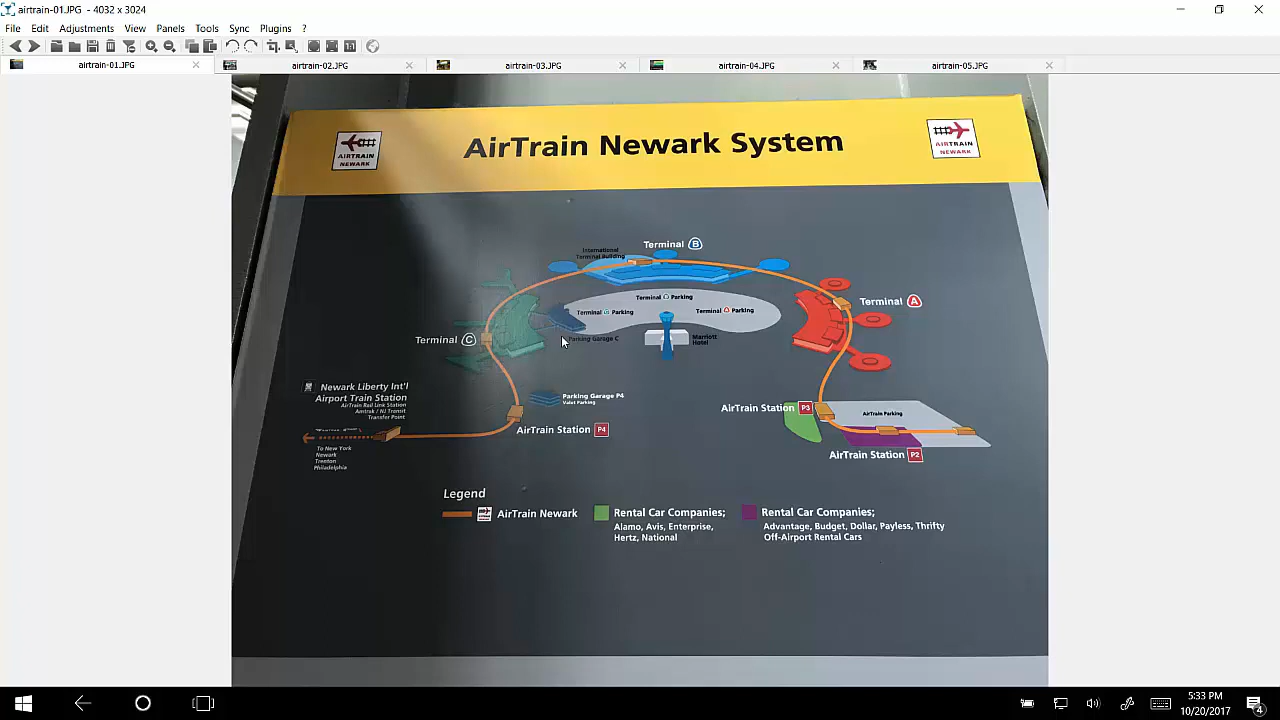 airtrain-01.JPG - 4032 x 3024
File Edit Adjustments View Panels Tools Sync Plugins ?
1:1
airtrain-01.JPG airtrain-02.JPG airtrain-03.JPG airtrain-04.JPG airtrain-05.JPG
AirTrain Newark System
AIRTRAIN
NEWARK
AIRTRAIN
NEWARK
Terminal B
International
Terminal Building
Terminal A
Terminal Parking
Terminal B Parking
Terminal A Parking
Terminal C
Parking Garage C
Marriott
Hotel
Newark Liberty Int'l
Airport Train Station
AirTrain Rail Link Station
Amtrak / NJ Transit
Transfer Point
To New York
Newark
Trenton
Philadelphia
Parking Garage P4
Valet Parking
AirTrain Station P4
AirTrain Station P3
AirTrain Parking
AirTrain Station P2
Legend
AirTrain Newark
Rental Car Companies;
Alamo, Avis, Enterprise,
Hertz, National
Rental Car Companies;
Advantage, Budget, Dollar, Payless, Thrifty
Off-Airport Rental Cars
5:33 PM
10/20/2017
4